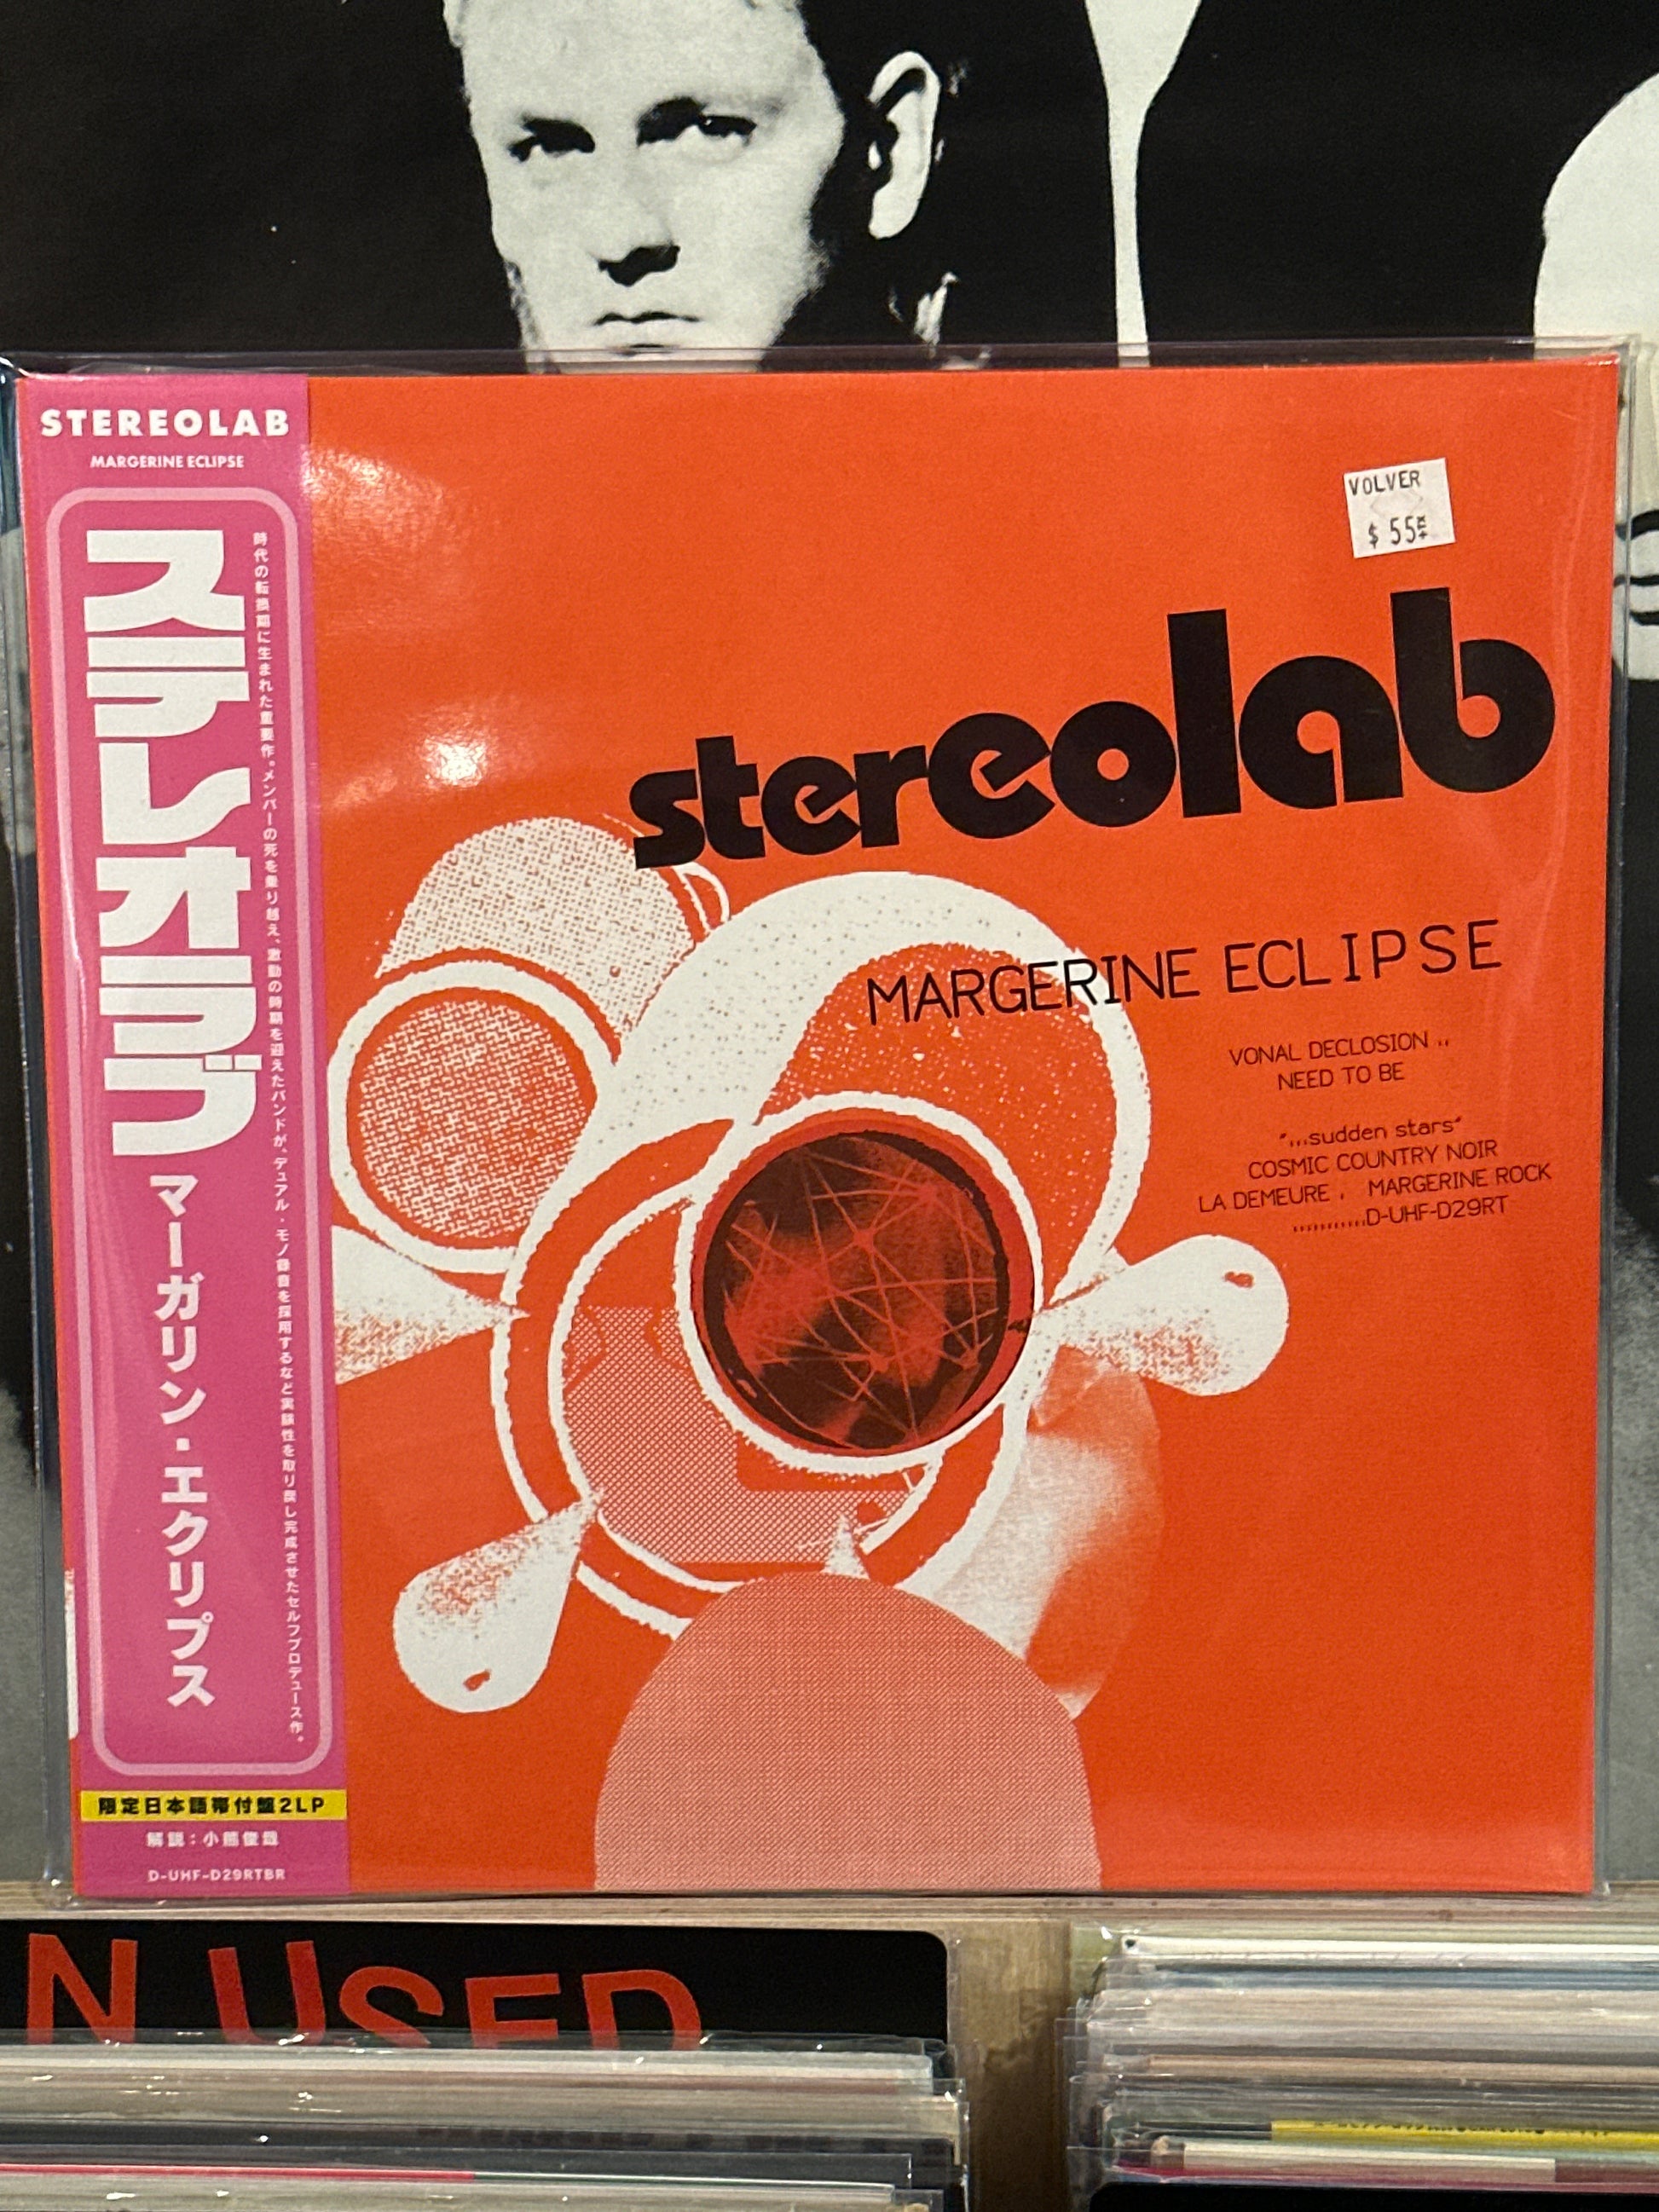 STEREOLAB
MARGERINE ECLIPSE
ステレオラブ
マーガリン・エクリプス
時代の転換期に生まれた重要作。メンバーの死を乗り越え、激動の時期を迎えたバンドが、デュアル・モノ録音を採用するなど実験性を取り戻し完成させたセルフプロデュース作。
限定日本語帯付盤2LP
解説：小熊俊哉
D-UHF-D29RTBR
VOLVER
$ 55
stereolab
MARGERINE ECLIPSE
VONAL DECLOSION ,,
NEED TO BE
"...sudden stars"
COSMIC COUNTRY NOIR
LA DEMEURE , MARGERINE ROCK
,,,,,,,,,,,D-UHF-D29RT
N USED